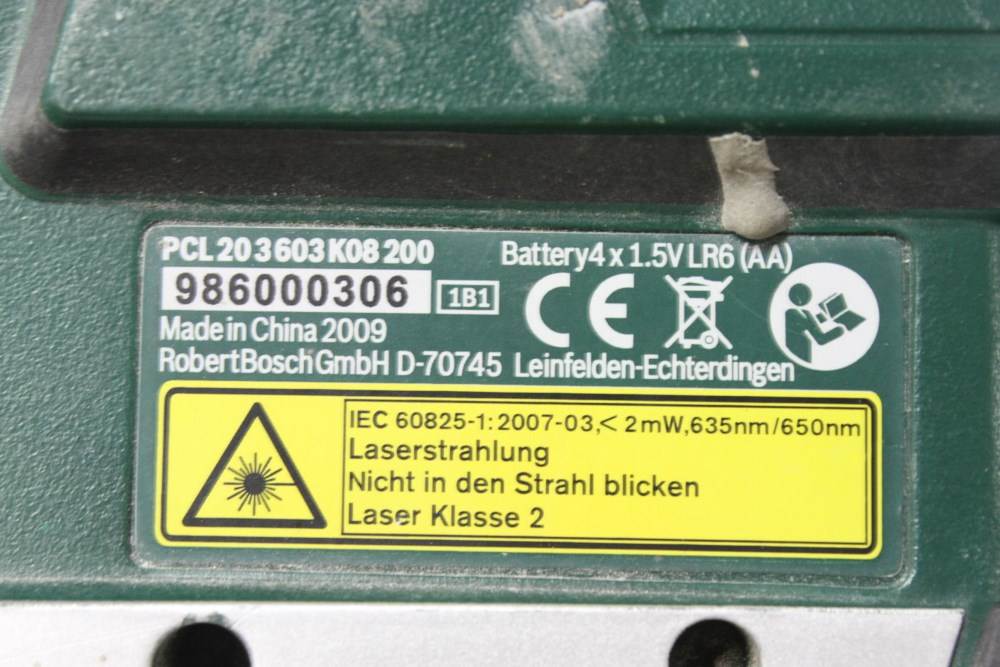 PCL 20 3 603 K08 200 Battery 4 x 1.5V LR6 (AA)
986000306 1B1 CE
Made in China 2009
Robert Bosch GmbH D-70745 Leinfelden-Echterdingen
IEC 60825-1: 2007-03,< 2mW,635nm/650nm
Laserstrahlung
Nicht in den Strahl blicken
Laser Klasse 2